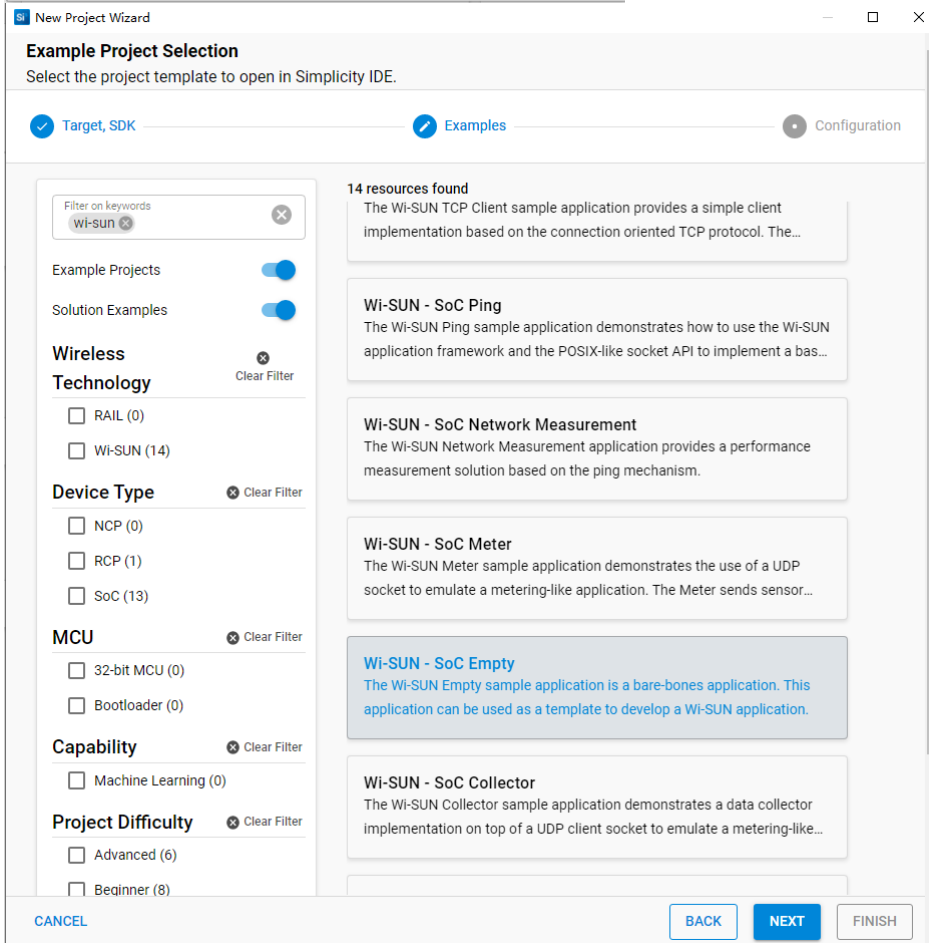 Si New Project Wizard
Example Project Selection
Select the project template to open in Simplicity IDE.
Target, SDK
Examples
Configuration
Filter on keywords
wi-sun
Example Projects
Solution Examples
Wireless
Technology
Clear Filter
RAIL (0)
Wi-SUN (14)
Device Type
Clear Filter
NCP (0)
RCP (1)
SoC (13)
MCU
Clear Filter
32-bit MCU (0)
Bootloader (0)
Capability
Clear Filter
Machine Learning (0)
Project Difficulty
Clear Filter
Advanced (6)
Beginner (8)
14 resources found
The Wi-SUN TCP Client sample application provides a simple client
implementation based on the connection oriented TCP protocol. The...
Wi-SUN - SoC Ping
The Wi-SUN Ping sample application demonstrates how to use the Wi-SUN
application framework and the POSIX-like socket API to implement a bas...
Wi-SUN - SoC Network Measurement
The Wi-SUN Network Measurement application provides a performance
measurement solution based on the ping mechanism.
Wi-SUN - SoC Meter
The Wi-SUN Meter sample application demonstrates the use of a UDP
socket to emulate a metering-like application. The Meter sends sensor...
Wi-SUN - SoC Empty
The Wi-SUN Empty sample application is a bare-bones application. This
application can be used as a template to develop a Wi-SUN application.
Wi-SUN - SoC Collector
The Wi-SUN Collector sample application demonstrates a data collector
implementation on top of a UDP client socket to emulate a metering-like...
CANCEL
BACK
NEXT
FINISH